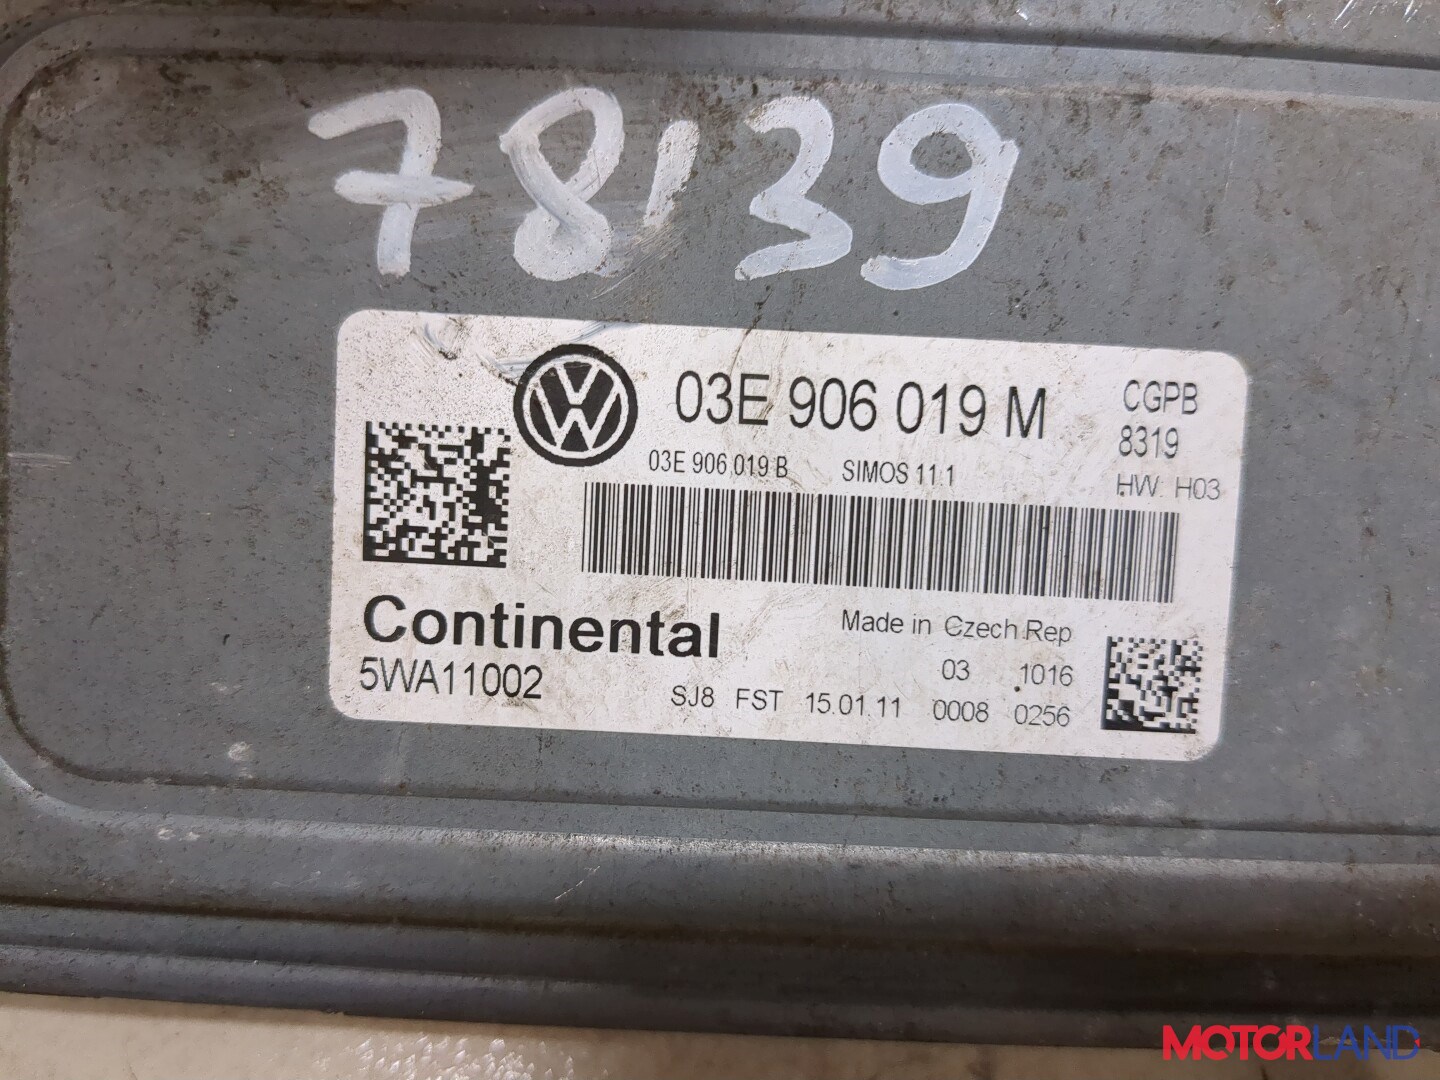 78139
03E 906 019 M
CGPB
8319
03E 906 019 B SIMOS 11.1
HW: H03
Continental
5WA11002
Made in Czech Rep
03 1016
SJ8 FST 15.01.11 0008 0256
MOTORLAND